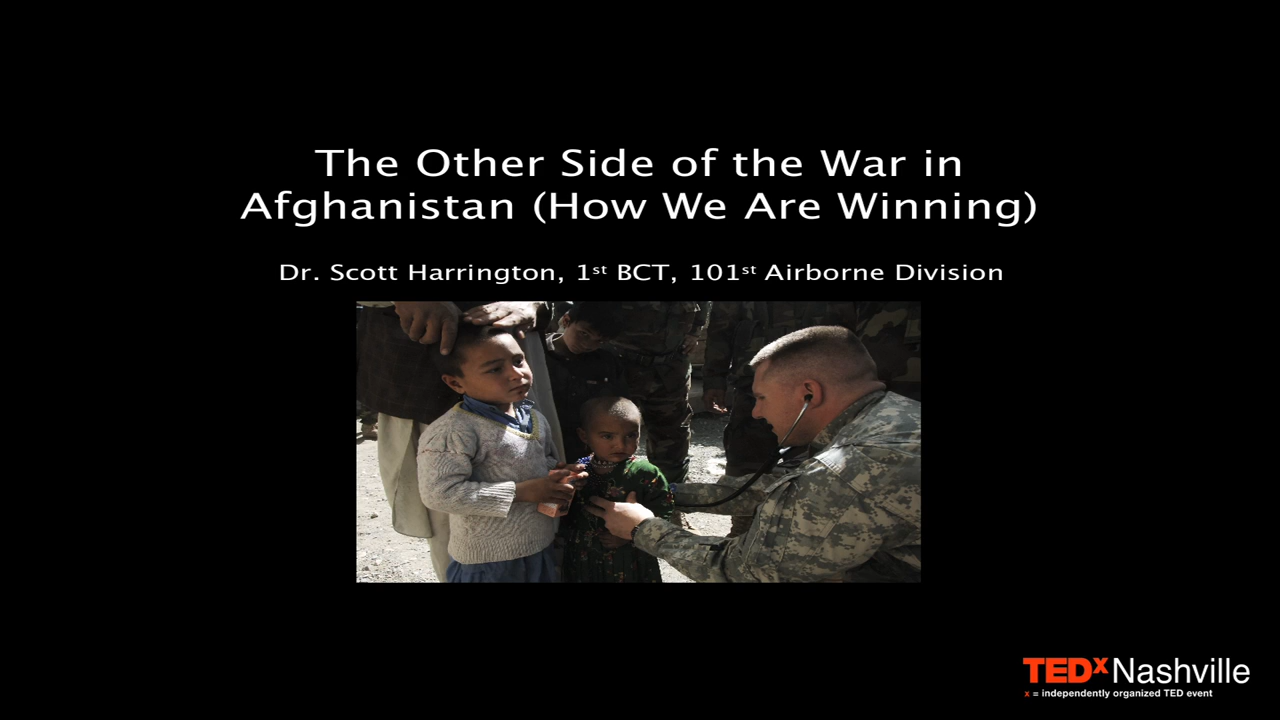 The Other Side of the War in
Afghanistan (How We Are Winning)
Dr. Scott Harrington, 1st BCT, 101st Airborne Division
TEDxNashville
x = independently organized TED event